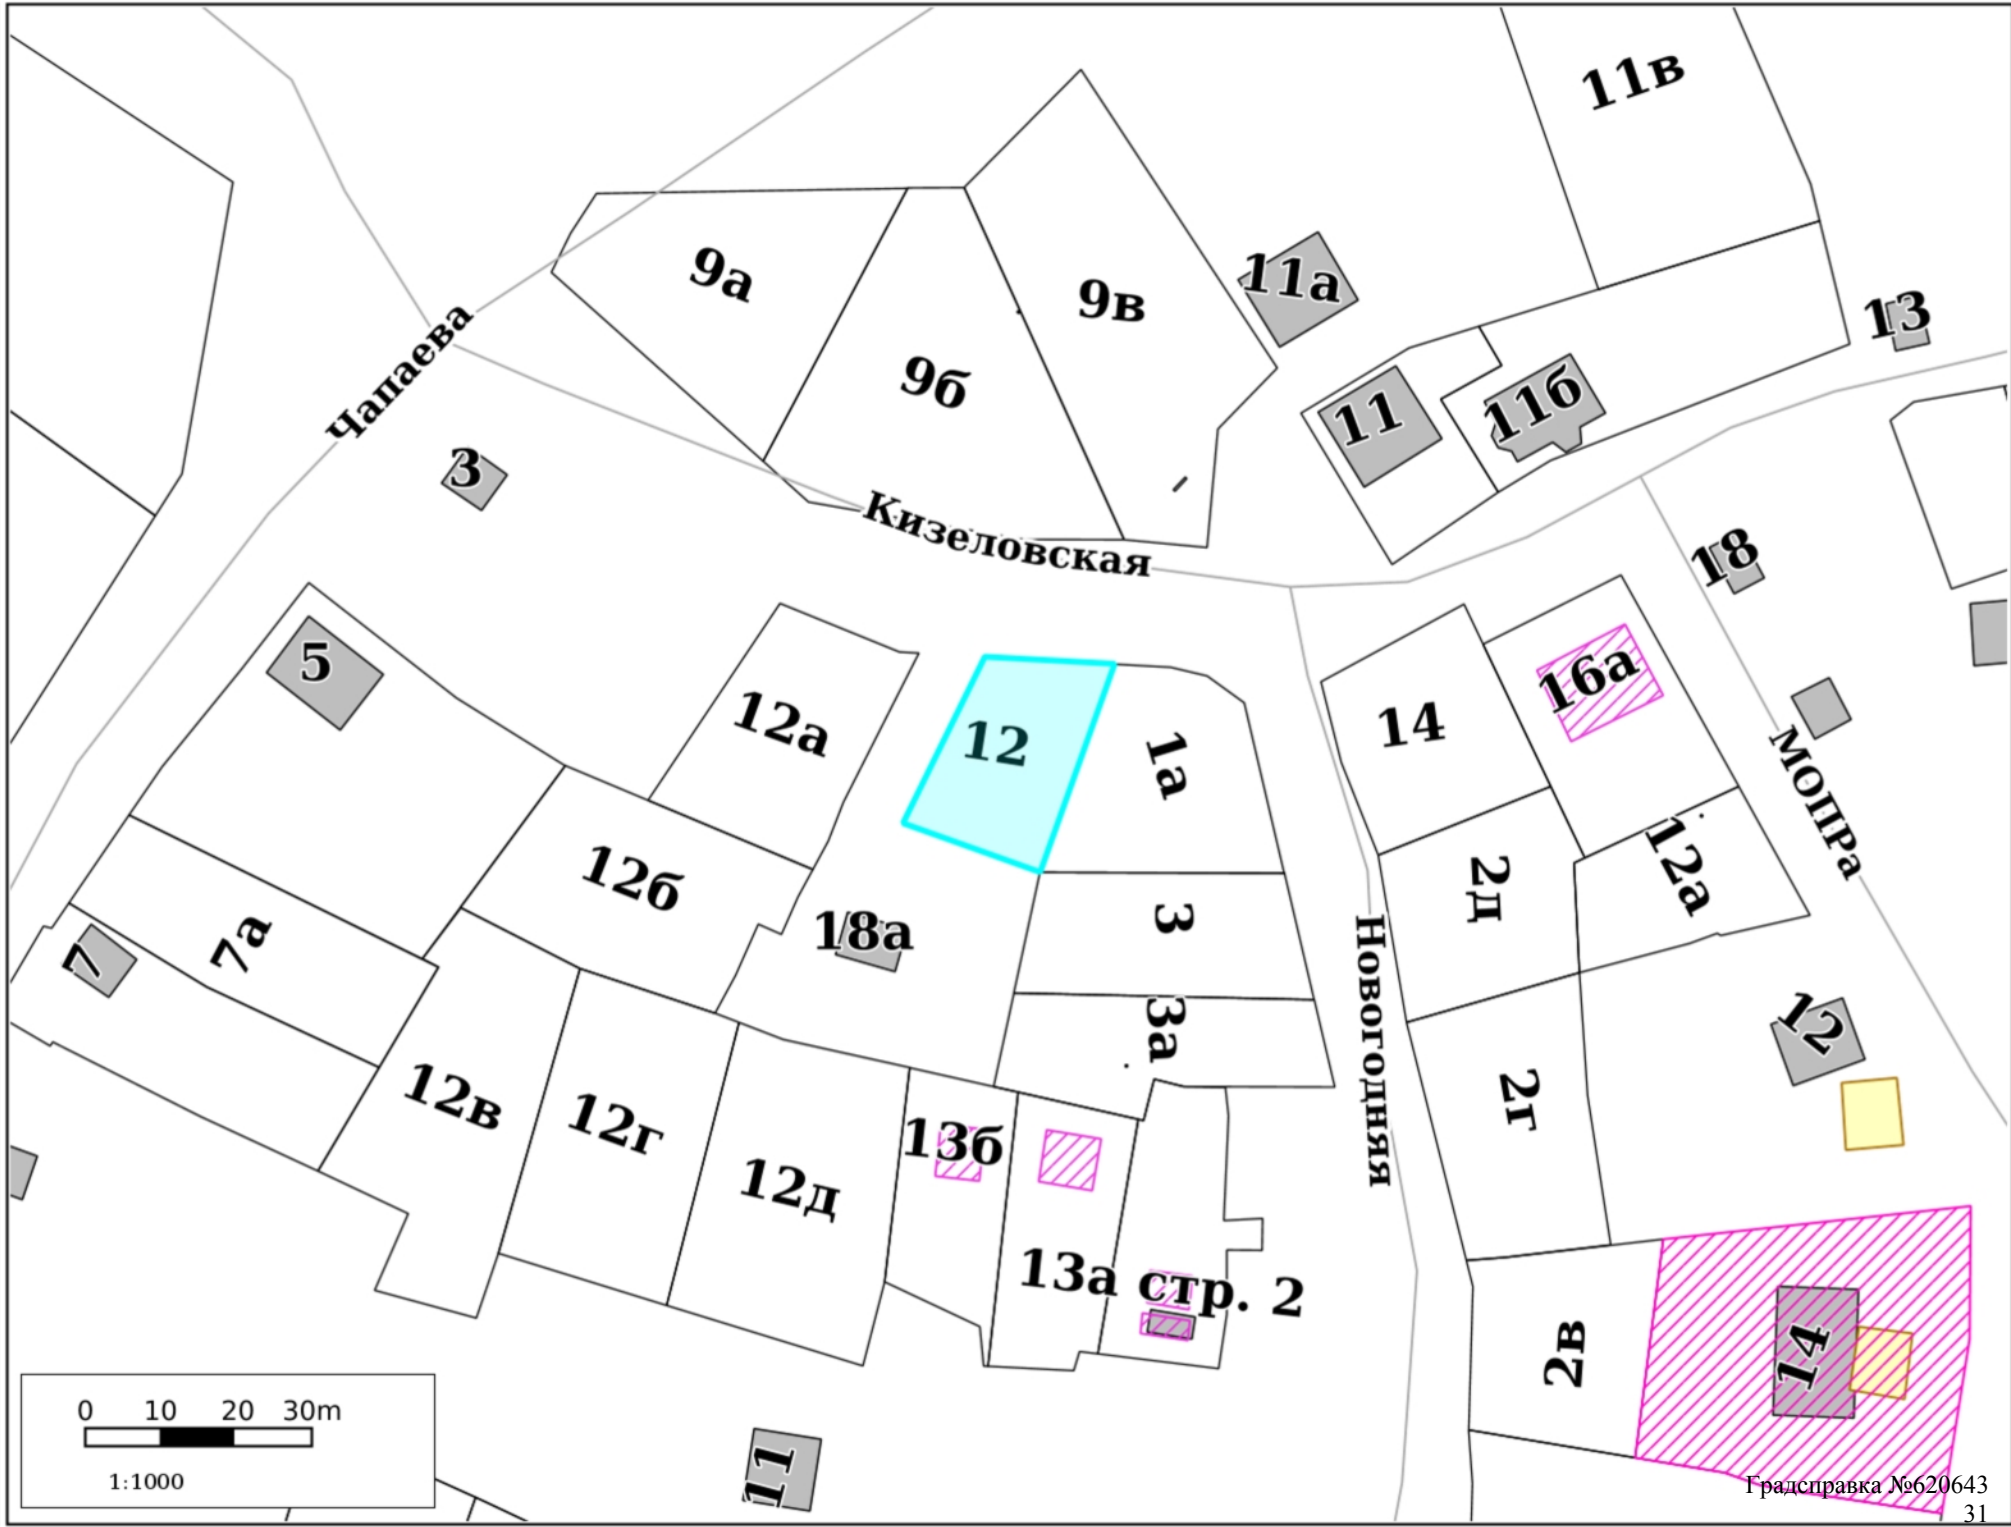 11в
9а
9в
11а
13
9б
11
11б
Чапаева
3
Кизеловская
18
5
12а
12
1а
14
16а
МОПРа
12б
18а
3
2д
12а
7
7а
Новогодняя
3а
12
12в
12г
12д
13б
2г
13а стр. 2
2в
14
0 10 20 30m
1:1000
11
Градсправка №620643
31